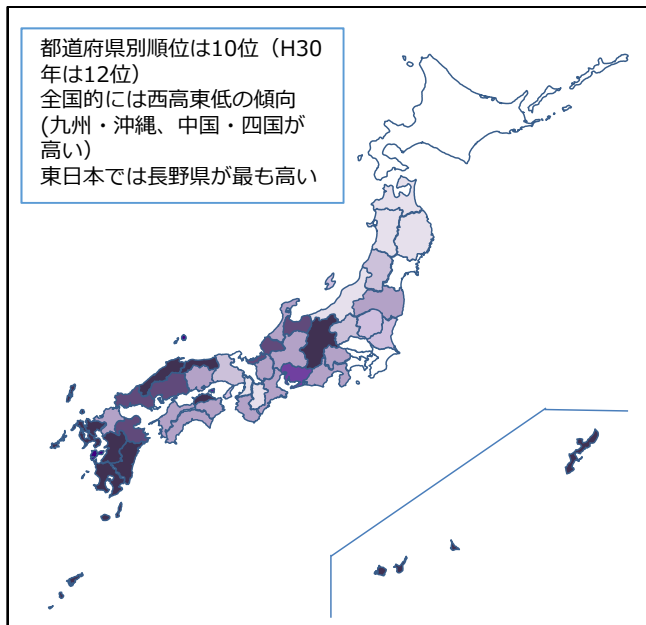 都道府県別順位は10位（H30
年は12位）
全国的には西高東低の傾向
(九州・沖縄、中国・四国が
高い）
東日本では長野県が最も高い